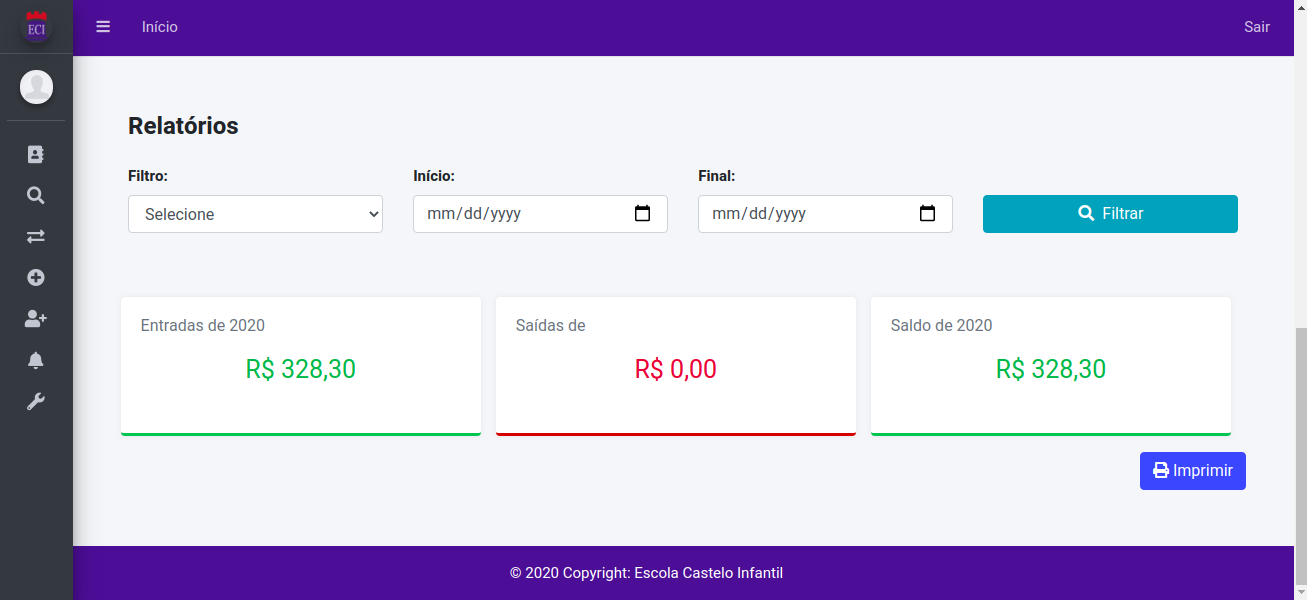 ECI
Início
Sair
Relatórios
Filtro:
Início:
Final:
Selecione
mm/dd/yyyy
mm/dd/yyyy
Filtrar
Entradas de 2020
Saídas de
Saldo de 2020
R$ 328,30
R$ 0,00
R$ 328,30
Imprimir
© 2020 Copyright: Escola Castelo Infantil